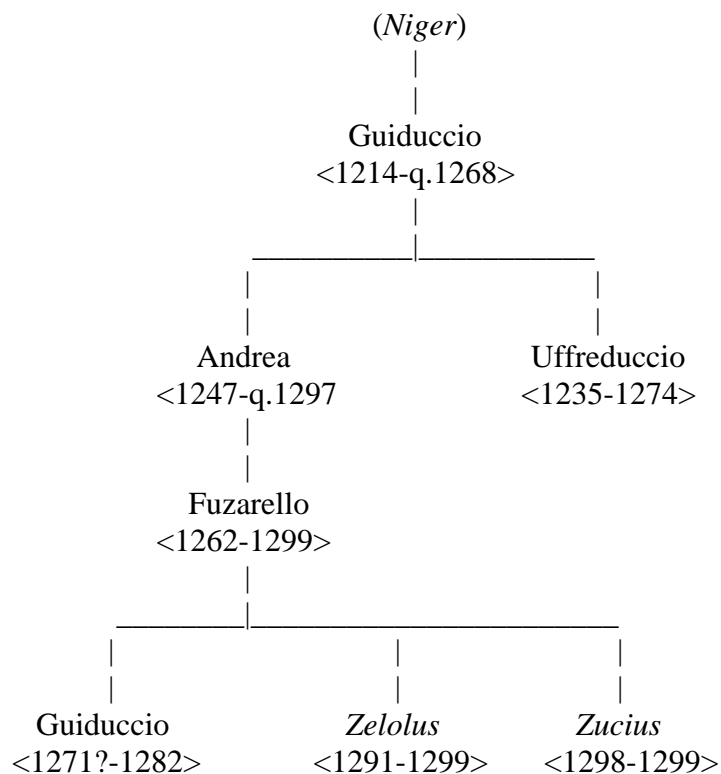 (Niger)
Guiduccio
<1214-q.1268>
Andrea Uffreduccio
<1247-q.1297 <1235-1274>
Fuzarello
<1262-1299>
Guiduccio Zelolus Zucius
<1271?-1282> <1291-1299> <1298-1299>